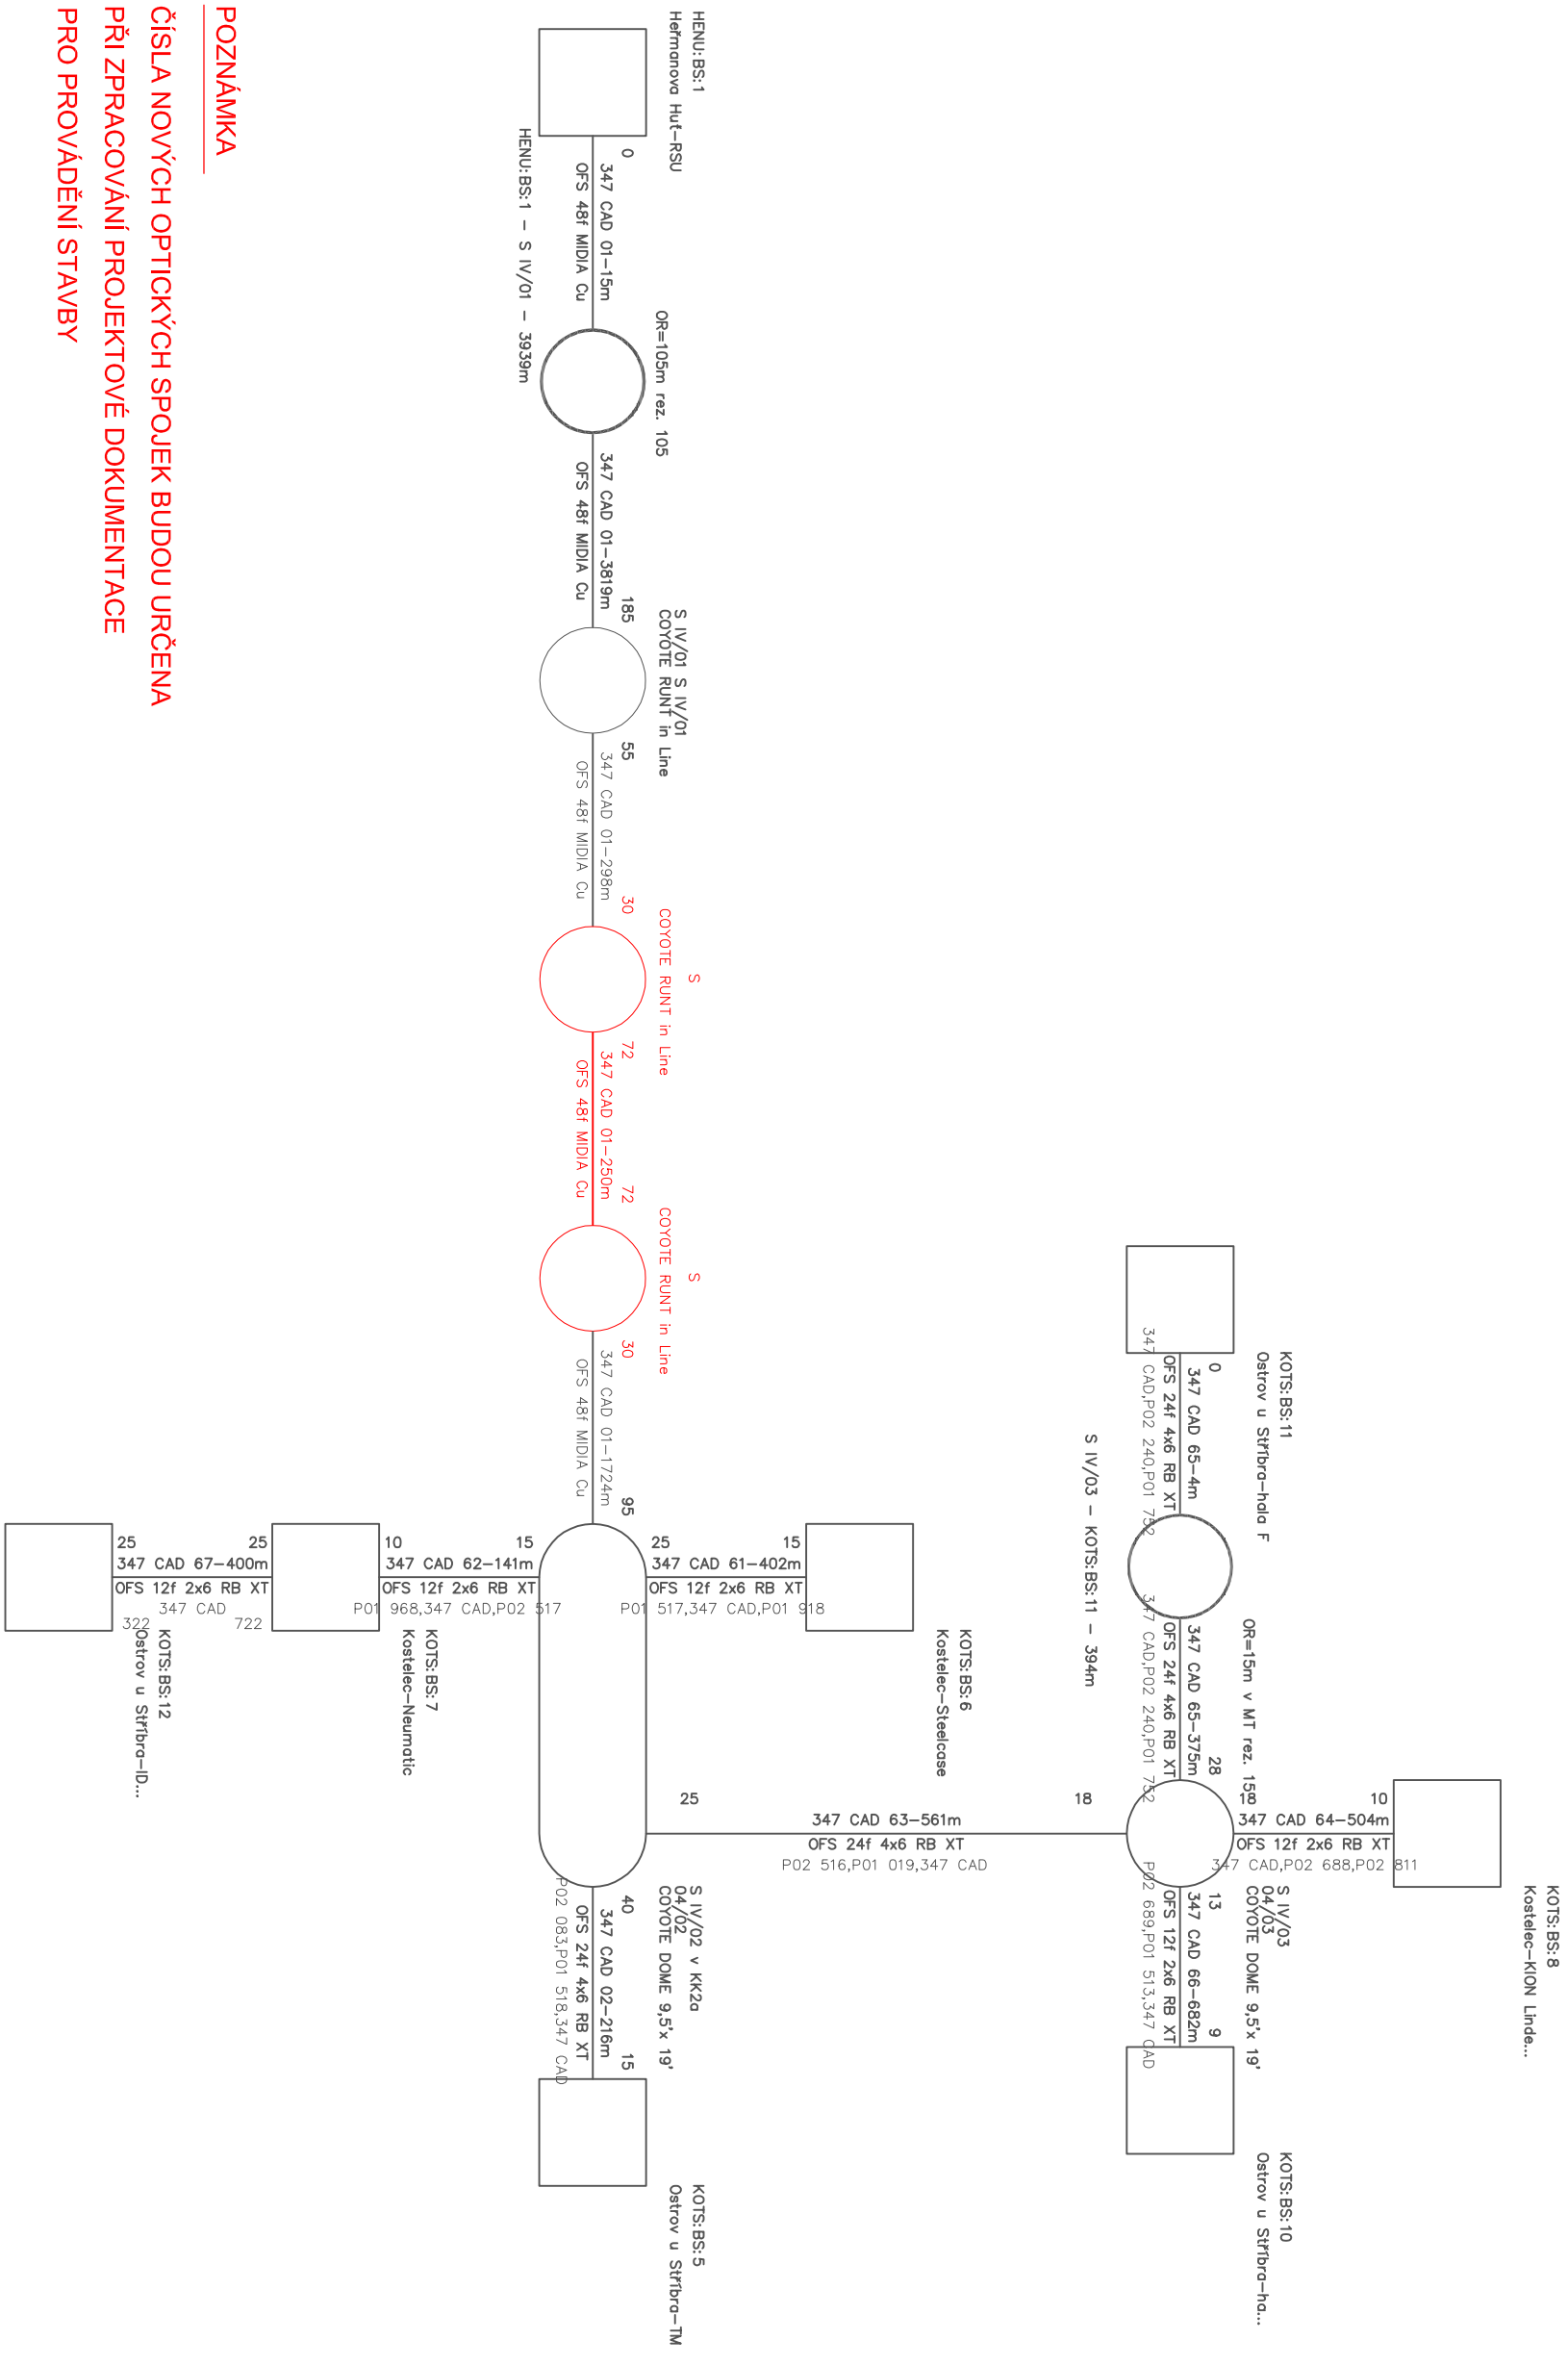 HENU:BS:1
Heřmanova Huť-RSU
0
347 CAD 01-15m
OFS 48f MIDIA Cu
HENU:BS:1 - S IV/01 - 3939m
OR=105m rez. 105
347 CAD 01-3819m
OFS 48f MIDIA Cu
185
S IV/01 S IV/01
COYOTE RUNT in Line
55
347 CAD 01-298m
OFS 48f MIDIA Cu
30
S
COYOTE RUNT in Line
72
347 CAD 01-250m
OFS 48f MIDIA Cu
72
S
COYOTE RUNT in Line
30
347 CAD 01-1724m
OFS 48f MIDIA Cu
95
S IV/02 v KK2a
04/02
COYOTE DOME 9,5'x 19'
40
347 CAD 02-216m
OFS 24f 4x6 RB XT
P02 083,P01 518,347 CAD
15
KOTS:BS:5
Ostrov u Stříbra-TM
25
15
347 CAD 61-402m
OFS 12f 2x6 RB XT
P01 517,347 CAD,P01 918
KOTS:BS:6
Kostelec-Steelcase
10
15
347 CAD 62-141m
OFS 12f 2x6 RB XT
P01 968,347 CAD,P02 517
KOTS:BS:7
Kostelec-Neumatic
25
25
347 CAD 67-400m
OFS 12f 2x6 RB XT
347 CAD
322
722
KOTS:BS:12
Ostrov u Stříbra-ID...
25
18
347 CAD 63-561m
OFS 24f 4x6 RB XT
P02 516,P01 019,347 CAD
KOTS:BS:11
Ostrov u Stříbra-hala F
0
347 CAD 65-4m
OFS 24f 4x6 RB XT
347 CAD,P02 240,P01 752
S IV/03 - KOTS:BS:11 - 394m
OR=15m v MT rez. 15
347 CAD 65-375m
OFS 24f 4x6 RB XT
347 CAD,P02 240,P01 752
28
18
10
347 CAD 64-504m
OFS 12f 2x6 RB XT
347 CAD,P02 688,P02 811
KOTS:BS:8
Kostelec-KION Linde...
S IV/03
04/03
COYOTE DOME 9,5'x 19'
13
347 CAD 66-682m
OFS 12f 2x6 RB XT
P02 689,P01 513,347 CAD
9
KOTS:BS:10
Ostrov u Stříbra-ha...
POZNÁMKA
ČÍSLA NOVÝCH OPTICKÝCH SPOJEK BUDOU URČENA
PŘI ZPRACOVÁNÍ PROJEKTOVÉ DOKUMENTACE
PRO PROVÁDĚNÍ STAVBY